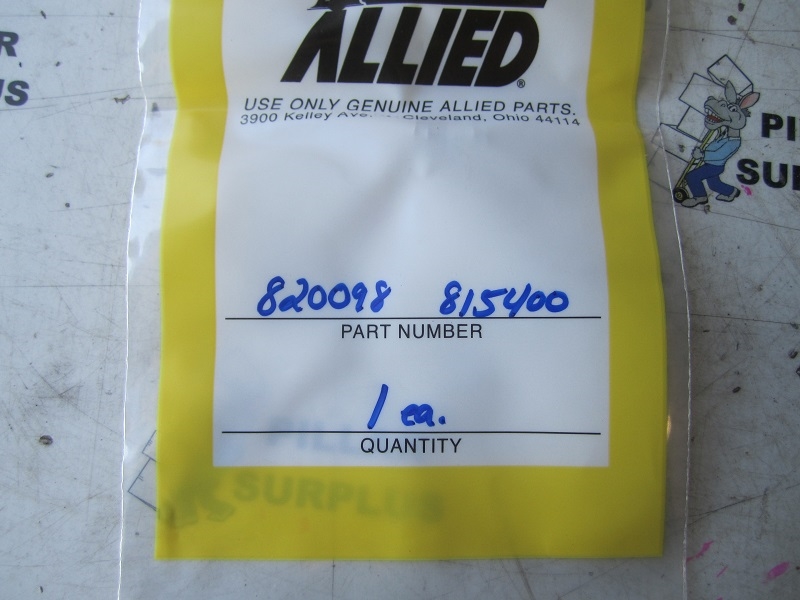 ALLIED®
USE ONLY GENUINE ALLIED PARTS.
3900 Kelley Cleveland, Ohio 44114
820098 815400
PART NUMBER
1 ea.
QUANTITY
SURPLUS